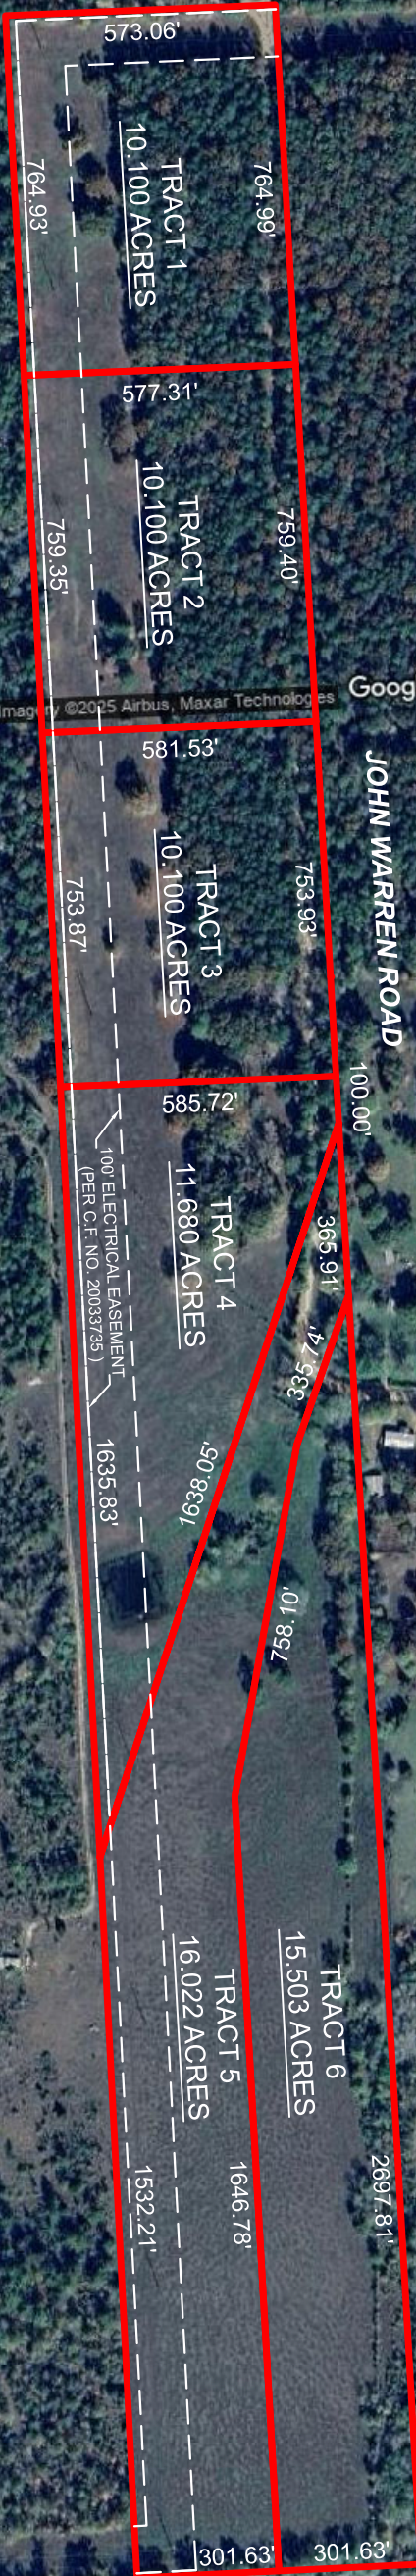 573.06'
764.93'
TRACT 1
10.100 ACRES
764.99'
577.31'
759.35'
TRACT 2
10.100 ACRES
759.40'
Imagery ©2025 Airbus, Maxar Technologies
Goog
581.53'
JOHN WARREN ROAD
753.87'
TRACT 3
10.100 ACRES
753.93'
100.00'
585.72'
100' ELECTRICAL EASEMENT
(PER C.F. NO. 20033735 )
TRACT 4
11.680 ACRES
365.91'
335.74'
1635.83'
1638.05'
758.10'
TRACT 5
16.022 ACRES
TRACT 6
15.503 ACRES
1532.21'
1646.78'
2697.81'
301.63'
301.63'